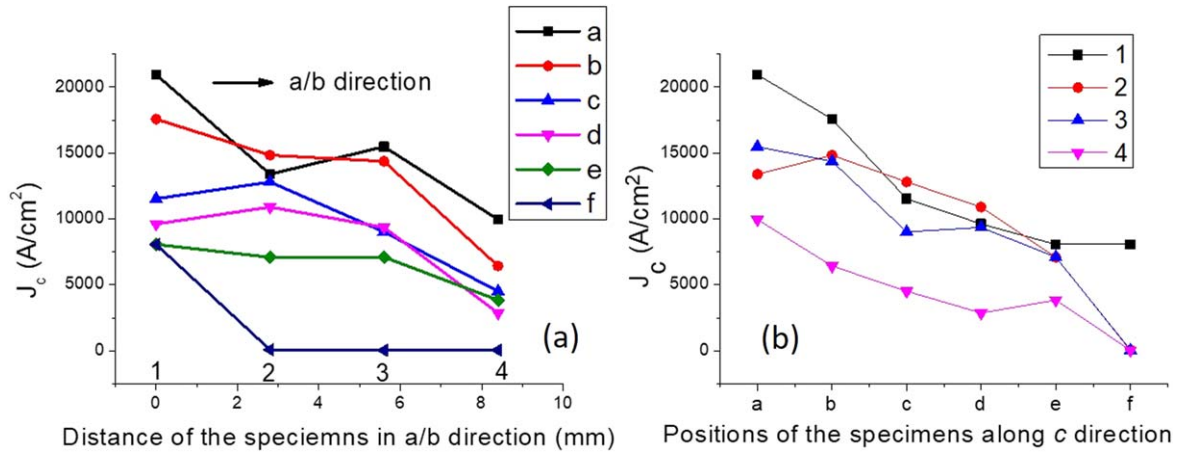 a
b
c
d
e
f
a/b direction
20000
15000
10000
5000
0
Jc (A/cm2)
(a)
1 2 3 4
0 2 4 6 8 10
Distance of the speciemns in a/b direction (mm)
1
2
3
4
20000
15000
10000
5000
0
Jc (A/cm2)
(b)
a b c d e f
Positions of the specimens along c direction